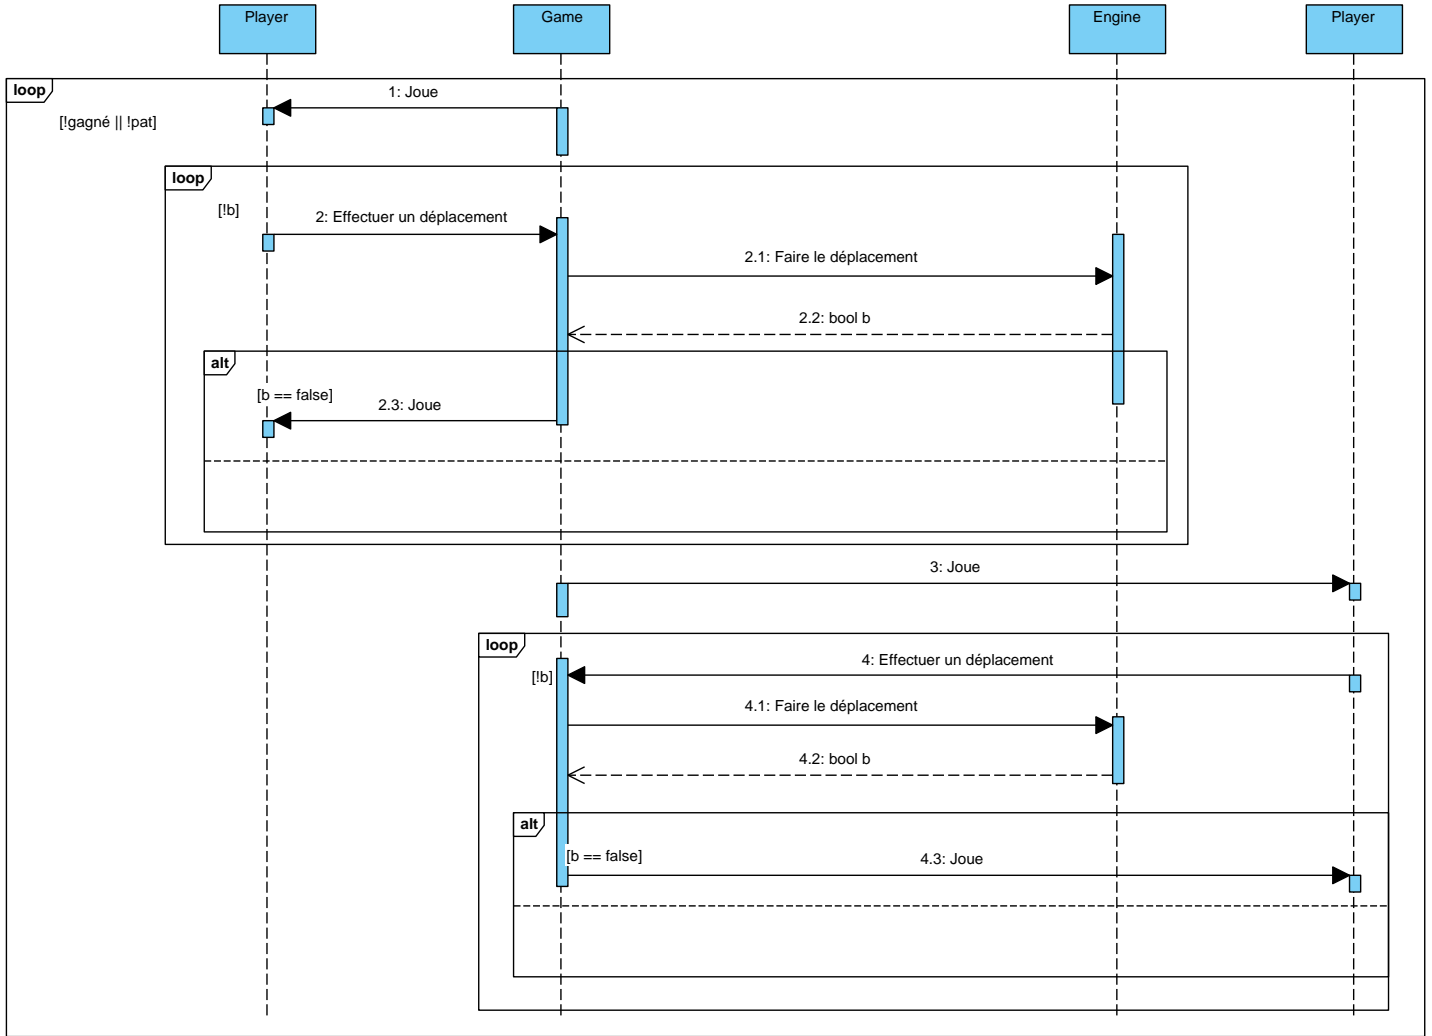 Player
Game
Engine
Player
loop
1: Joue
[!gagné || !pat]
loop
[!b]
2: Effectuer un déplacement
2.1: Faire le déplacement
2.2: bool b
alt
[b == false]
2.3: Joue
3: Joue
loop
4: Effectuer un déplacement
[!b]
4.1: Faire le déplacement
4.2: bool b
alt
[b == false]
4.3: Joue